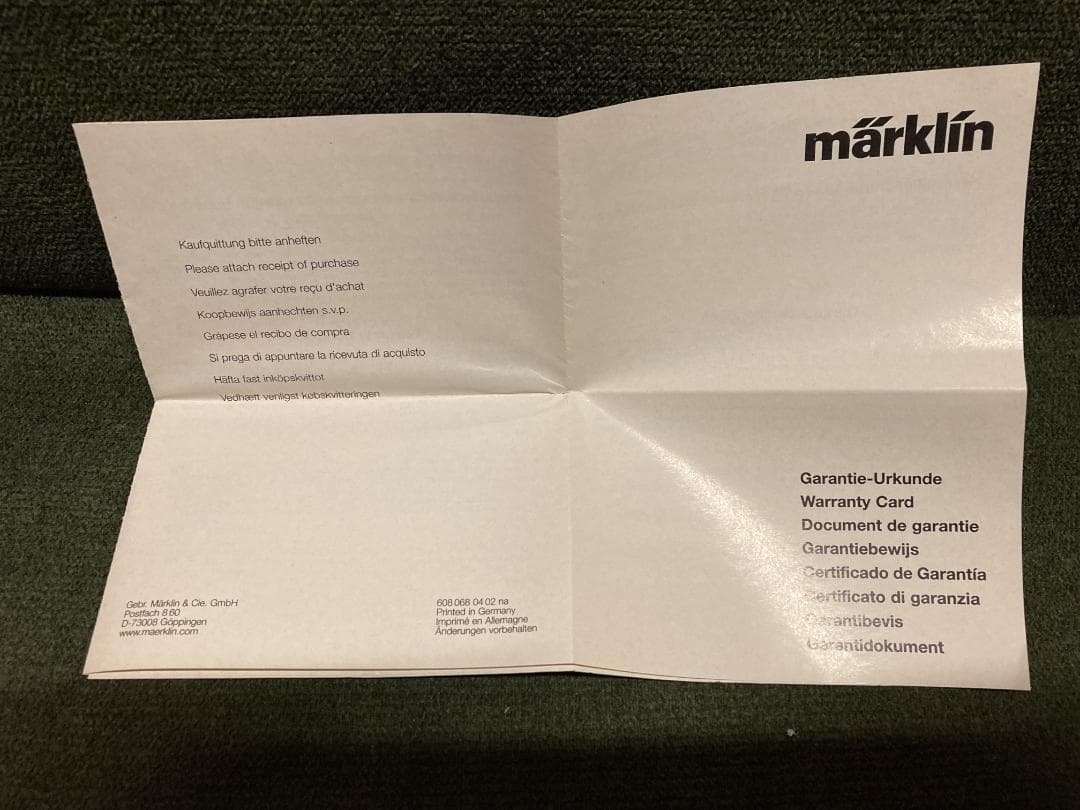 märklín
Kaufquittung bitte anheften
Please attach receipt of purchase
Veuillez agrafer votre reçu d'achat
Koopbewijs aanhechten s.v.p.
Grápese el recibo de compra
Si prega di appuntare la ricevuta di acquisto
Häfta fast inköpskvittot
Vedhæft venligst købskvitteringen
Gebr. Märklin & Cie. GmbH
Postfach 8 60
D-73008 Göppingen
www.maerklin.com
608 068 04 02 na
Printed in Germany
Imprimé en Allemagne
Änderungen vorbehalten
Garantie-Urkunde
Warranty Card
Document de garantie
Garantiebewijs
Certificado de Garantía
Certificato di garanzia
Garantibevis
Garantidokument